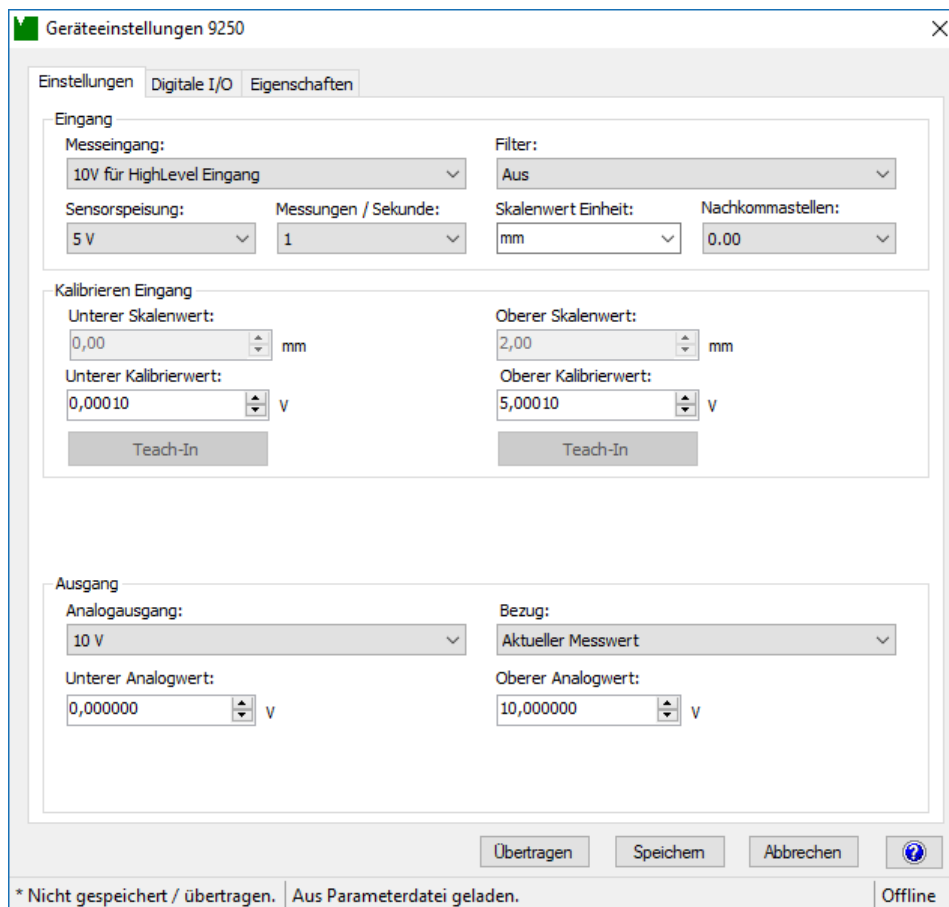 Geräteeinstellungen 9250
Einstellungen Digitale I/O Eigenschaften
Eingang
Messeingang: Filter:
10V für HighLevel Eingang Aus
Sensorspeisung: Messungen / Sekunde: Skalenwert Einheit: Nachkommastellen:
5 V 1 mm 0.00
Kalibrieren Eingang
Unterer Skalenwert: Oberer Skalenwert:
0,00 mm 2,00 mm
Unterer Kalibrierwert: Oberer Kalibrierwert:
0,00010 V 5,00010 V
Teach-In Teach-In
Ausgang
Analogausgang: Bezug:
10 V Aktueller Messwert
Unterer Analogwert: Oberer Analogwert:
0,000000 V 10,000000 V
Übertragen Speichern Abbrechen ?
* Nicht gespeichert / übertragen. Aus Parameterdatei geladen. Offline